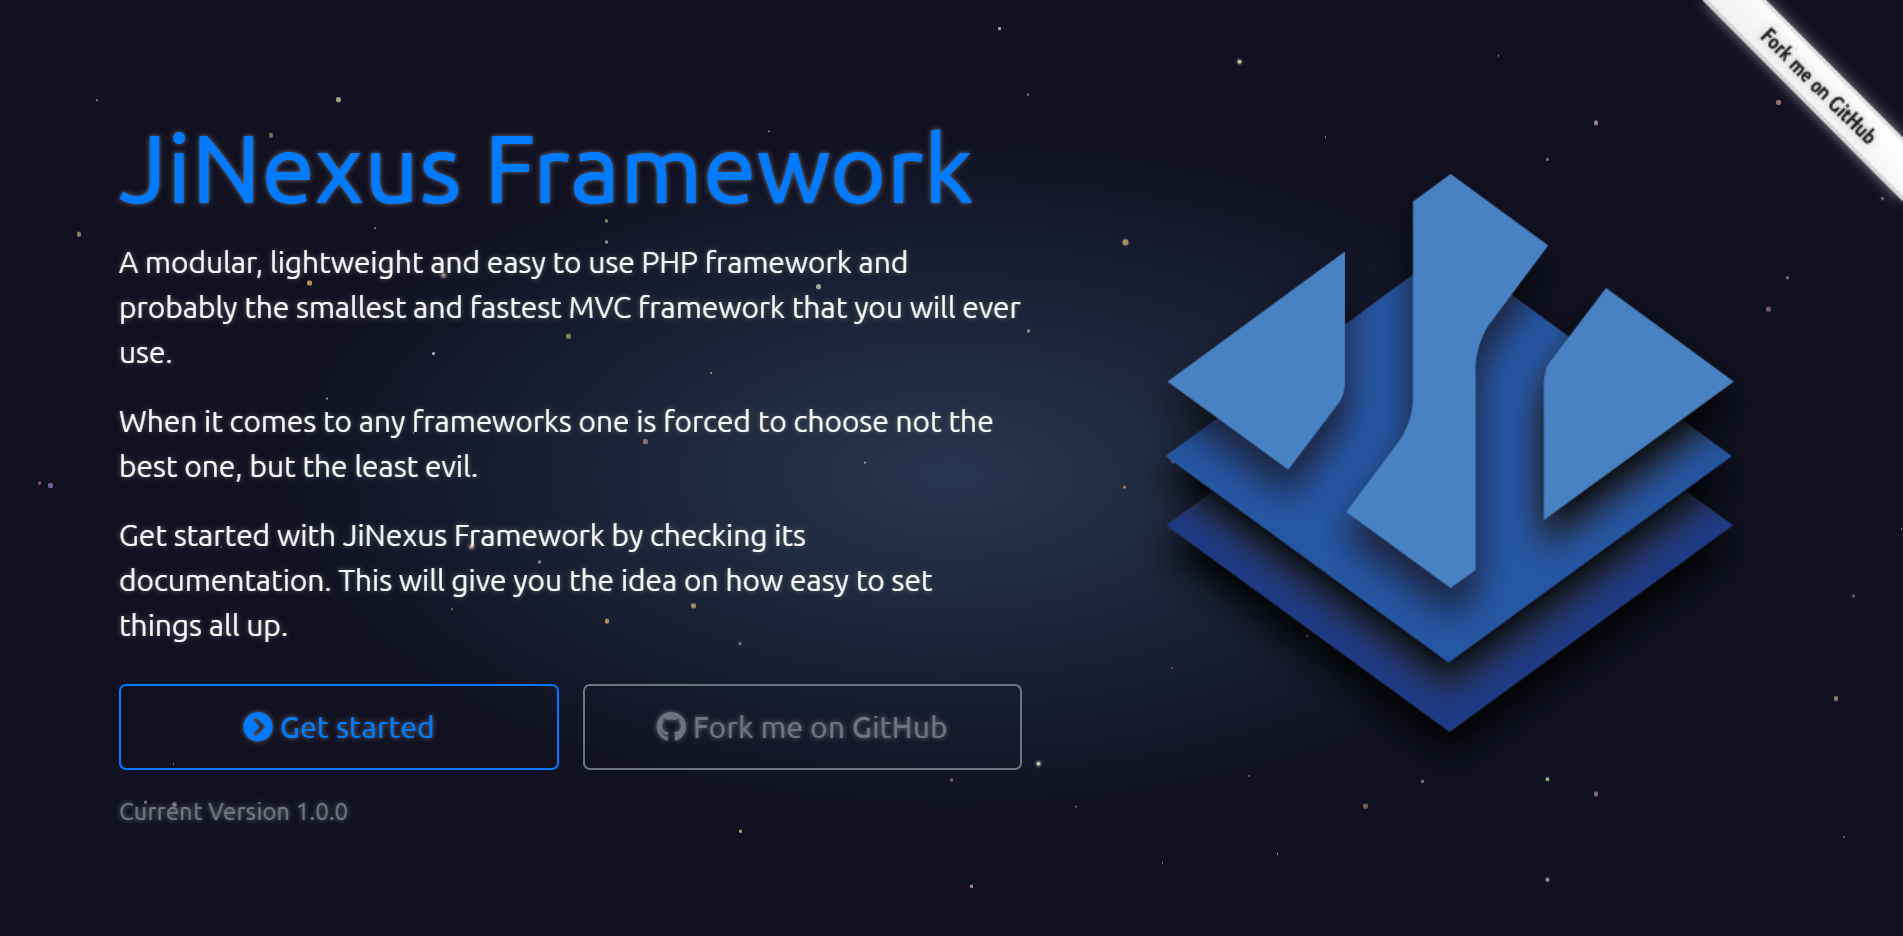 Fork me on GitHub
JiNexus Framework
A modular, lightweight and easy to use PHP framework and
probably the smallest and fastest MVC framework that you will ever
use.
When it comes to any frameworks one is forced to choose not the
best one, but the least evil.
Get started with JiNexus Framework by checking its
documentation. This will give you the idea on how easy to set
things all up.
Get started
Fork me on GitHub
Current Version 1.0.0